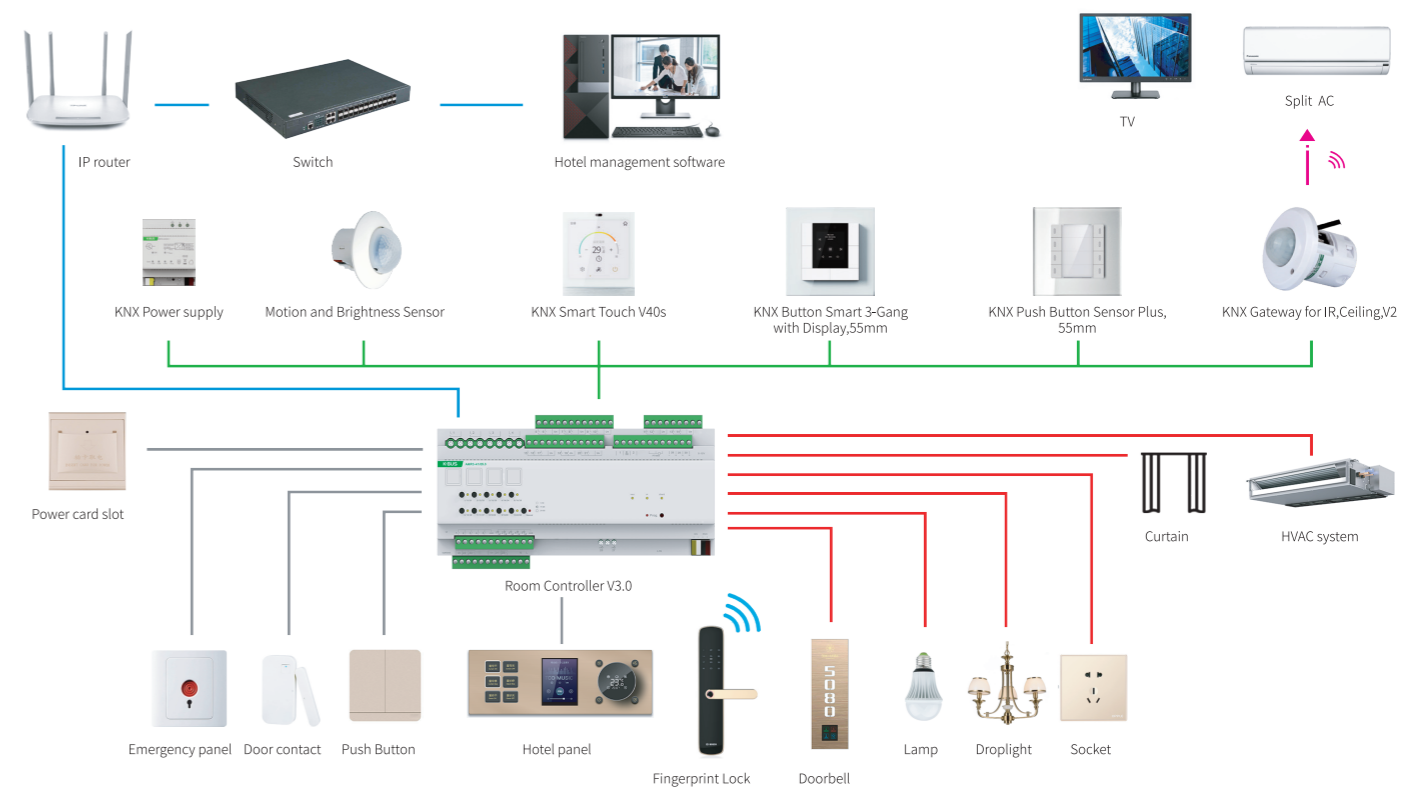 TV
Split AC
IP router
Switch
Hotel management software
KNX Power supply
Motion and Brightness Sensor
KNX Smart Touch V40s
KNX Button Smart 3-Gang
with Display,55mm
KNX Push Button Sensor Plus,
55mm
KNX Gateway for IR,Ceiling,V2
Power card slot
Room Controller V3.0
Curtain
HVAC system
5080
Emergency panel
Door contact
Push Button
Hotel panel
Fingerprint Lock
Doorbell
Lamp
Droplight
Socket